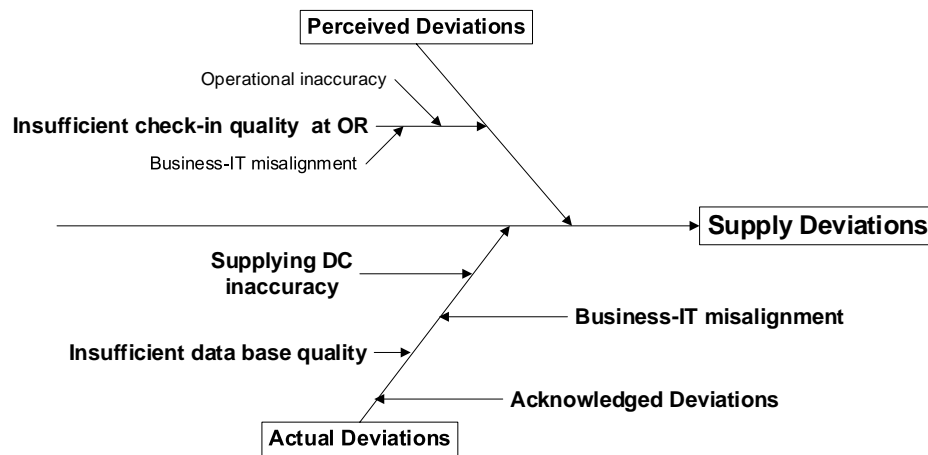 Perceived Deviations
Operational inaccuracy
Insufficient check-in quality at OR
Business-IT misalignment
Supply Deviations
Supplying DC
inaccuracy
Business-IT misalignment
Insufficient data base quality
Acknowledged Deviations
Actual Deviations